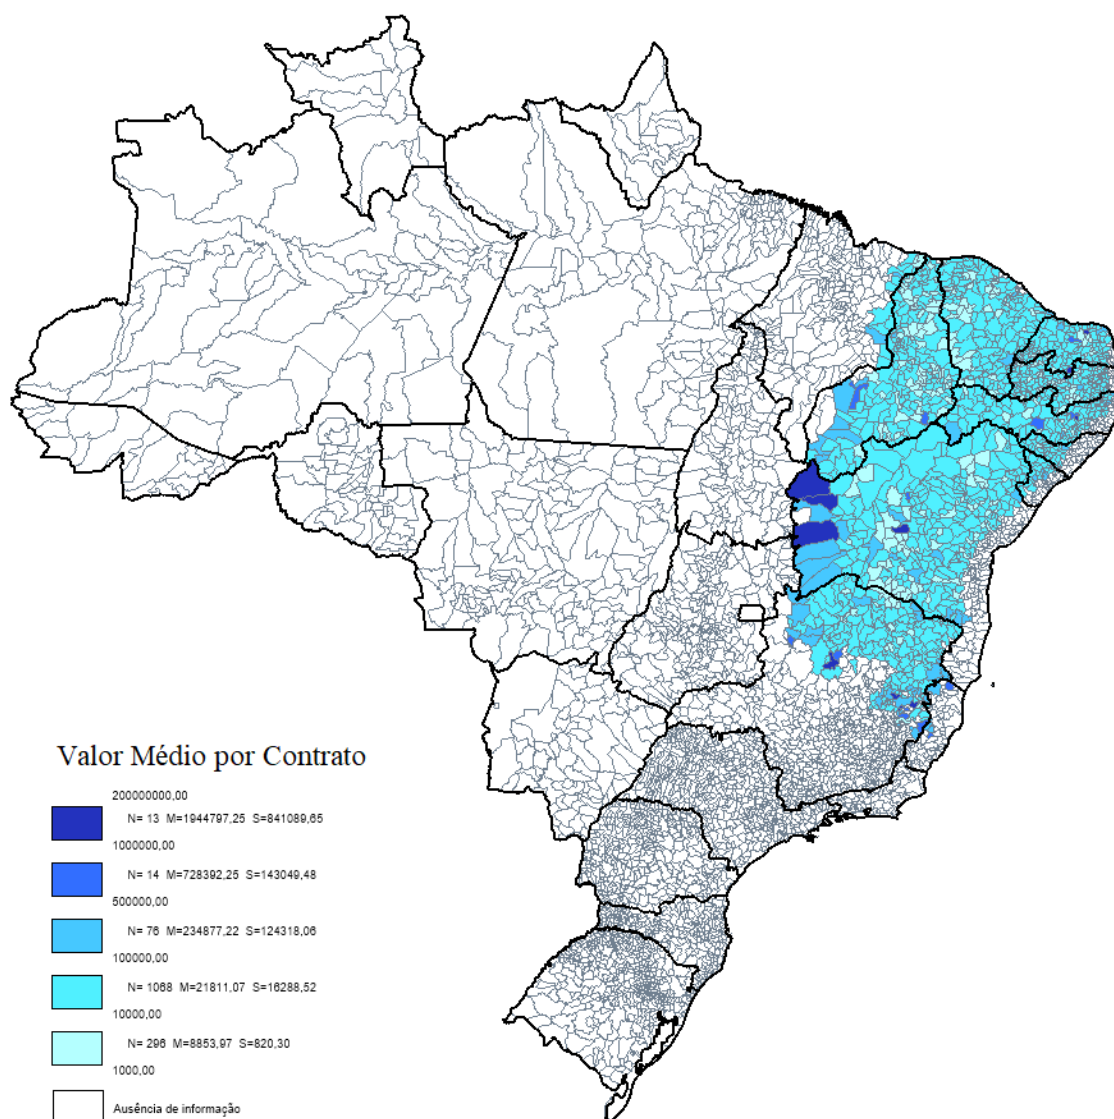 Valor Médio por Contrato
200000000,00
N= 13 M=1944797,25 S=841089,65
1000000,00
N= 14 M=728392,25 S=143049,48
500000,00
N= 76 M=234877,22 S=124318,06
100000,00
N= 1068 M=21811,07 S=16288,52
10000,00
N= 296 M=8853,97 S=820,30
1000,00
Ausência de informação